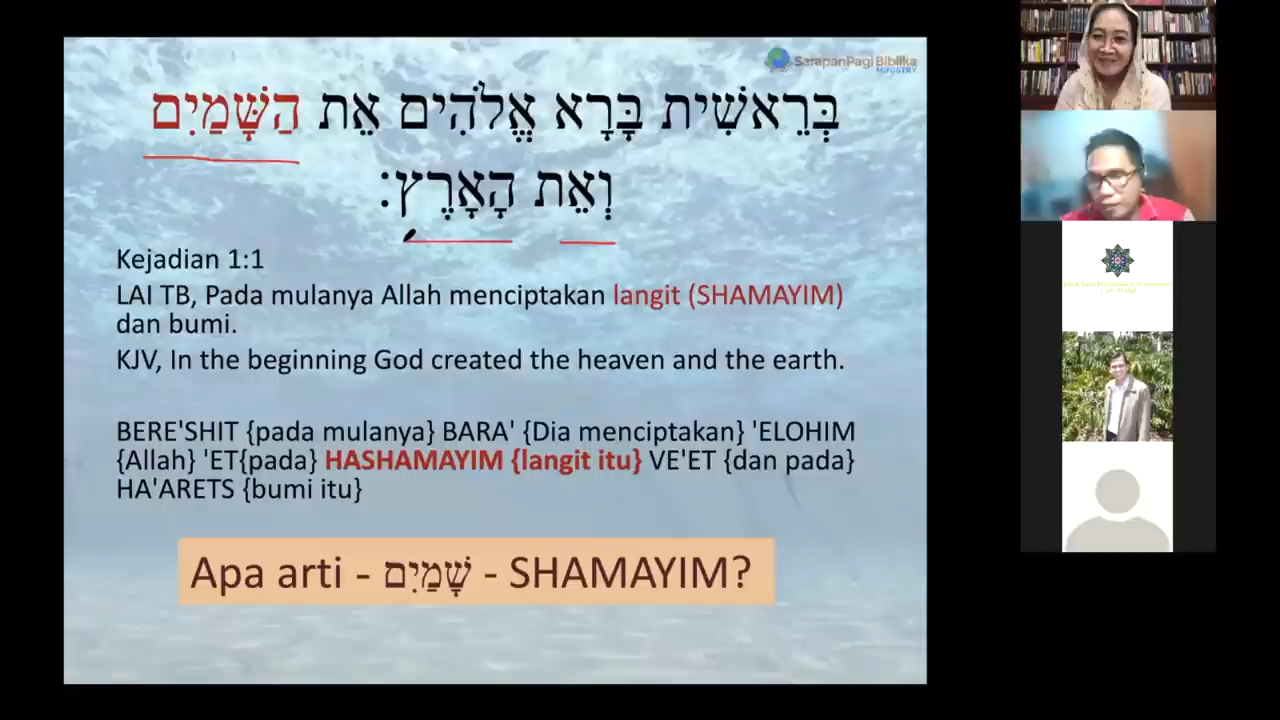 SarapanPagi Biblika
MINISTRY
בְּרֵאשִׁית בָּרָא אֱלֹהִים אֵת הַשָּׁמַיִם
וְאֵת הָאָרֶץ׃
Kejadian 1:1
LAI TB, Pada mulanya Allah menciptakan langit (SHAMAYIM)
dan bumi.
KJV, In the beginning God created the heaven and the earth.
BERE'SHIT {pada mulanya} BARA' {Dia menciptakan} 'ELOHIM
{Allah} 'ET{pada} HASHAMAYIM {langit itu} VE'ET {dan pada}
HA'ARETS {bumi itu}
Apa arti - שָׁמַיִם - SHAMAYIM?